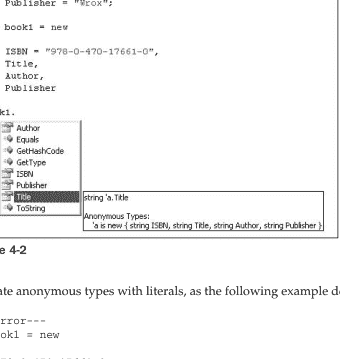 Publisher = "Wrox";
book1 = new
ISBN = "978-0-470-17661-0",
Title,
Author,
Publisher
k1.
Author
Equals
GetHashCode
GetType
ISBN
Publisher
Title
ToString
string 'a.Title
Anonymous Types:
'a is new { string ISBN, string Title, string Author, string Publisher }
e 4-2
ate anonymous types with literals, as the following example d
rror---
ok1 = new